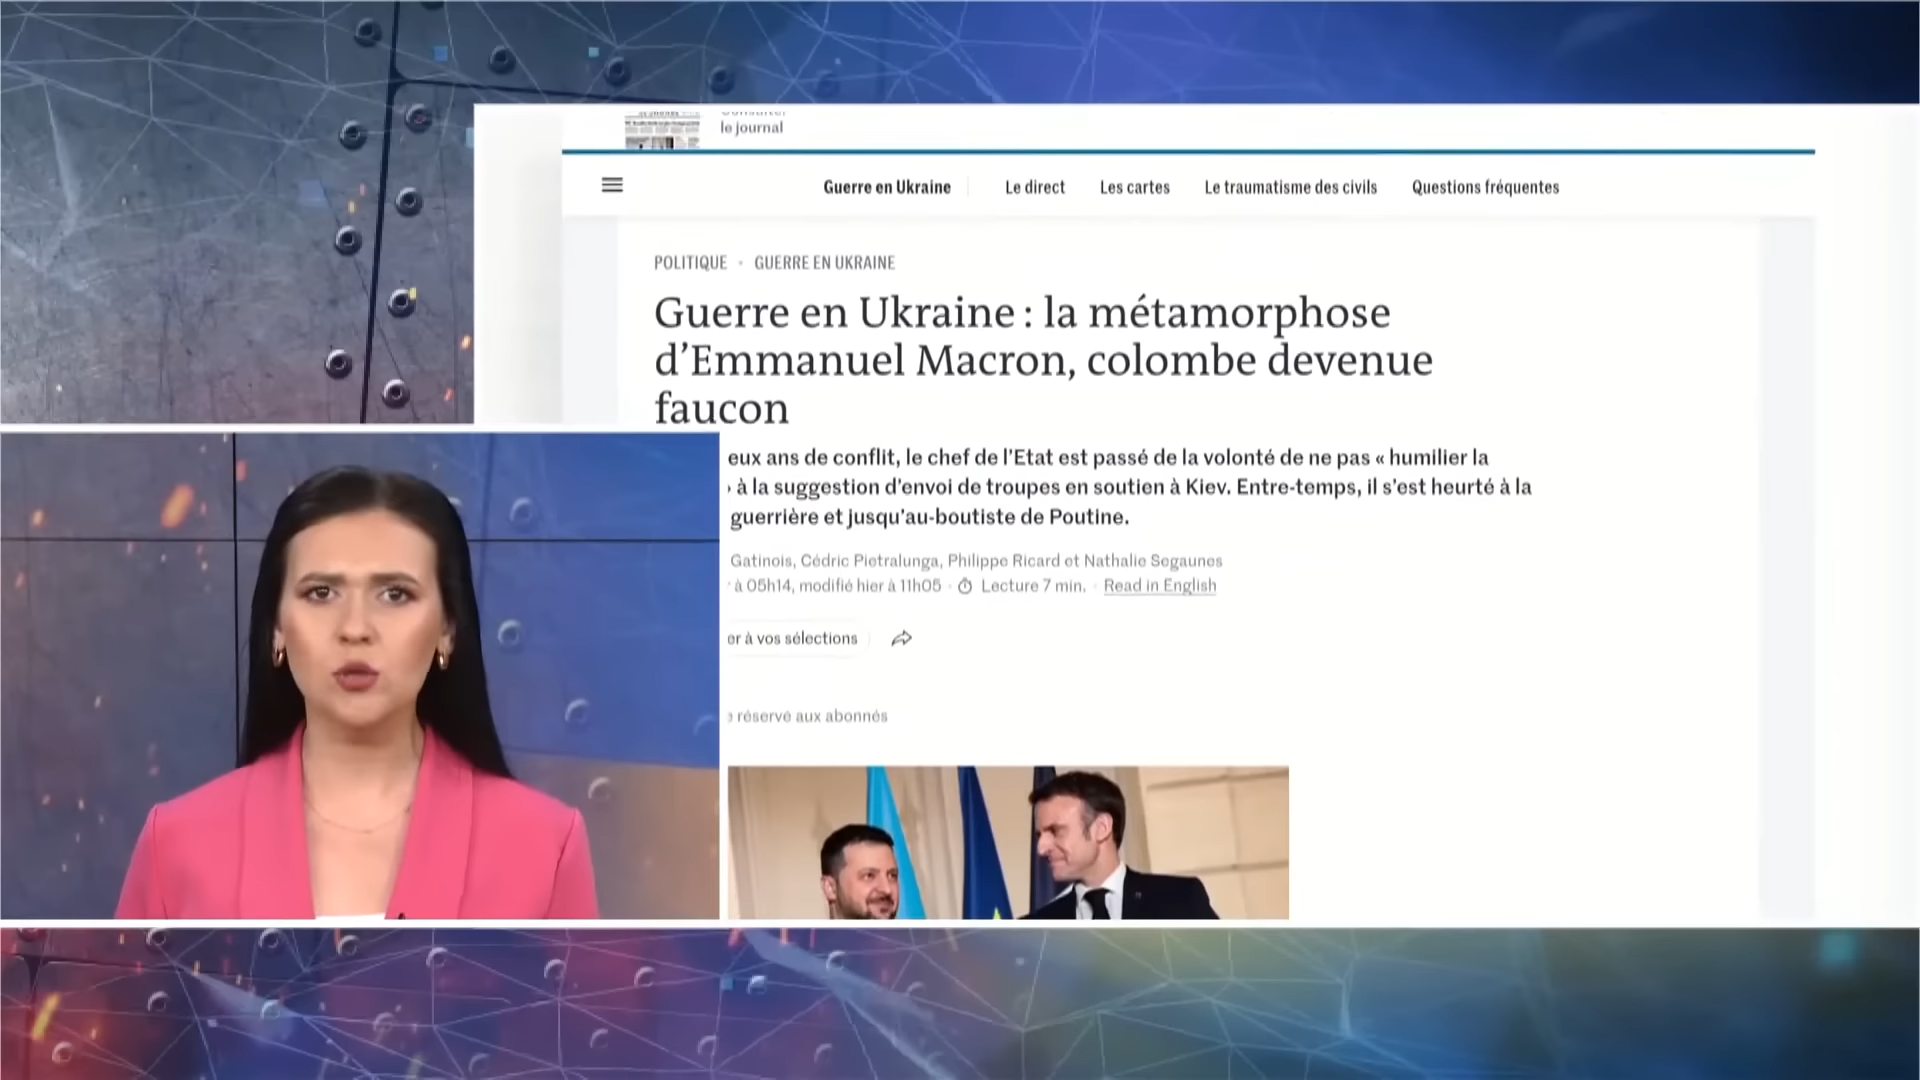 le journal
Guerre en Ukraine Le direct Les cartes Le traumatisme des civils Questions fréquentes
POLITIQUE • GUERRE EN UKRAINE
Guerre en Ukraine : la métamorphose
d’Emmanuel Macron, colombe devenue
faucon
eux ans de conflit, le chef de l’Etat est passé de la volonté de ne pas « humilier la
à la suggestion d’envoi de troupes en soutien à Kiev. Entre-temps, il s’est heurté à la
guerrière et jusqu’au-boutiste de Poutine.
Gatinois, Cédric Pietralunga, Philippe Ricard et Nathalie Segaunes
à 05h14, modifié hier à 11h05 · Lecture 7 min. · Read in English
er à vos sélections
réservé aux abonnés